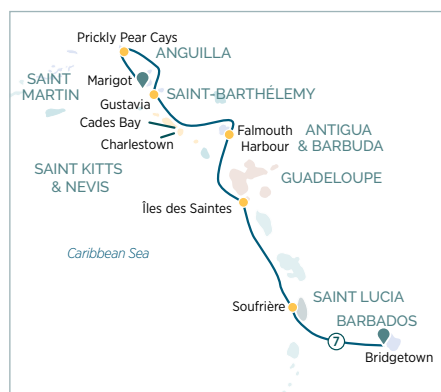 Prickly Pear Cays
ANGUILLA
SAINT
MARTIN
Marigot
SAINT-BARTHÉLEMY
Gustavia
Cades Bay
Charlestown
Falmouth
Harbour
ANTIGUA
& BARBUDA
SAINT KITTS
& NEVIS
GUADELOUPE
Îles des Saintes
Caribbean Sea
SAINT LUCIA
Soufrière
BARBADOS
7
Bridgetown